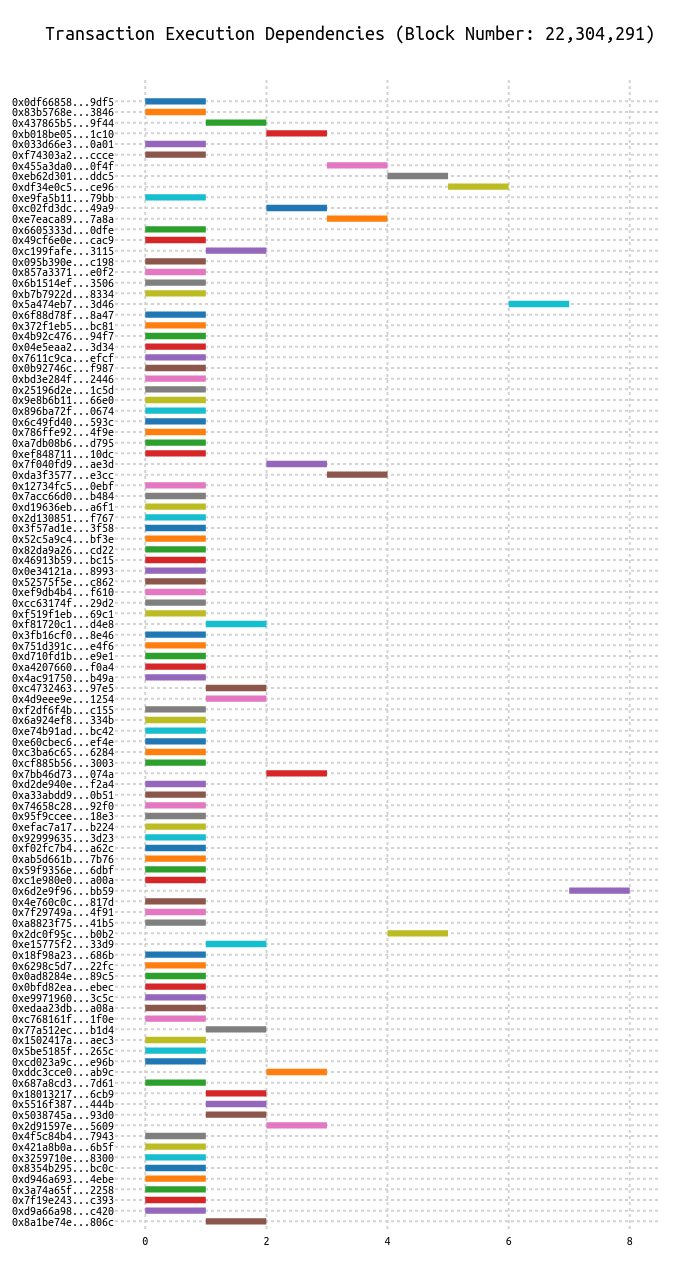 Transaction Execution Dependencies (Block Number: 22,304,291)
0x0df66858...9df5
0x83b5768e...3846
0x437865b5...9f44
0xb018be05...1c10
0x033d66e3...0a01
0xf74303a2...ccce
0x455a3da0...0f4f
0xeb62d301...ddc5
0xdf34e0c5...ce96
0xe9fa5b11...79bb
0xc02fd3dc...49a9
0xe7eaca89...7a8a
0x6605333d...0dfe
0x49cf6e0e...cac9
0xc199fafe...3115
0x095b390e...c198
0x857a3371...e0f2
0x6b1514ef...3506
0xb7b7922d...8334
0x5a474eb7...3d46
0x6f88d78f...8a47
0x372f1eb5...bc81
0x4b92c476...94f7
0x04e5eaa2...3d34
0x7611c9ca...efcf
0x0b92746c...f987
0xbd3e284f...2446
0x25196d2e...1c5d
0x9e8b6b11...66e0
0x896ba72f...0674
0x6c49fd40...593c
0x786ffe92...4f9e
0xa7db08b6...d795
0xef848711...10dc
0x7f040fd9...ae3d
0xda3f3577...e3cc
0x12734fc5...0ebf
0x7acc66d0...b484
0xd19636eb...a6f1
0x2d130851...f767
0x3f57ad1e...3f58
0x52c5a9c4...bf3e
0x82da9a26...cd22
0x46913b59...bc15
0x0e34121a...8993
0x52575f5e...c862
0xef9db4b4...f610
0xcc63174f...29d2
0xf519f1eb...69c1
0xf81720c1...d4e8
0x3fb16cf0...8e46
0x751d391c...e4f6
0xd710fd1b...e9e1
0xa4207660...f0a4
0x4ac91750...b49a
0xc4732463...97e5
0x4d9eee9e...1254
0xf2df6f4b...c155
0x6a924ef8...334b
0xe74b91ad...bc42
0xe60cbec6...ef4e
0xc3ba6c65...6284
0xcf885b56...3003
0x7bb46d73...074a
0xd2de940e...f2a4
0xa33abdd9...0b51
0x74658c28...92f0
0x95f9ccee...18e3
0xefac7a17...b224
0x92999635...3d23
0xf02fc7b4...a62c
0xab5d661b...7b76
0x59f9356e...6dbf
0xc1e980e0...a00a
0x6d2e9f96...bb59
0x4e760c0c...817d
0x7f29749a...4f91
0xa8823f75...41b5
0x2dc0f95c...b0b2
0xe15775f2...33d9
0x18f98a23...686b
0x6298c5d7...22fc
0x0ad8284e...89c5
0x0bfd82ea...ebec
0xe9971960...3c5c
0xedaa23db...a08a
0xc768161f...1f0e
0x77a512ec...b1d4
0x1502417a...aec3
0x5be5185f...265c
0xcd023a9c...e96b
0xddc3cce0...ab9c
0x687a8cd3...7d61
0x18013217...6cb9
0x5516f387...444b
0x5038745a...93d0
0x2d91597e...5609
0x4f5c84b4...7943
0x421a8b0a...6b5f
0x3259710e...8300
0x8354b295...bc0c
0xd946a693...4ebe
0x3a74a65f...2258
0x7f19e243...c393
0xd9a66a98...c420
0x8a1be74e...806c
0 2 4 6 8